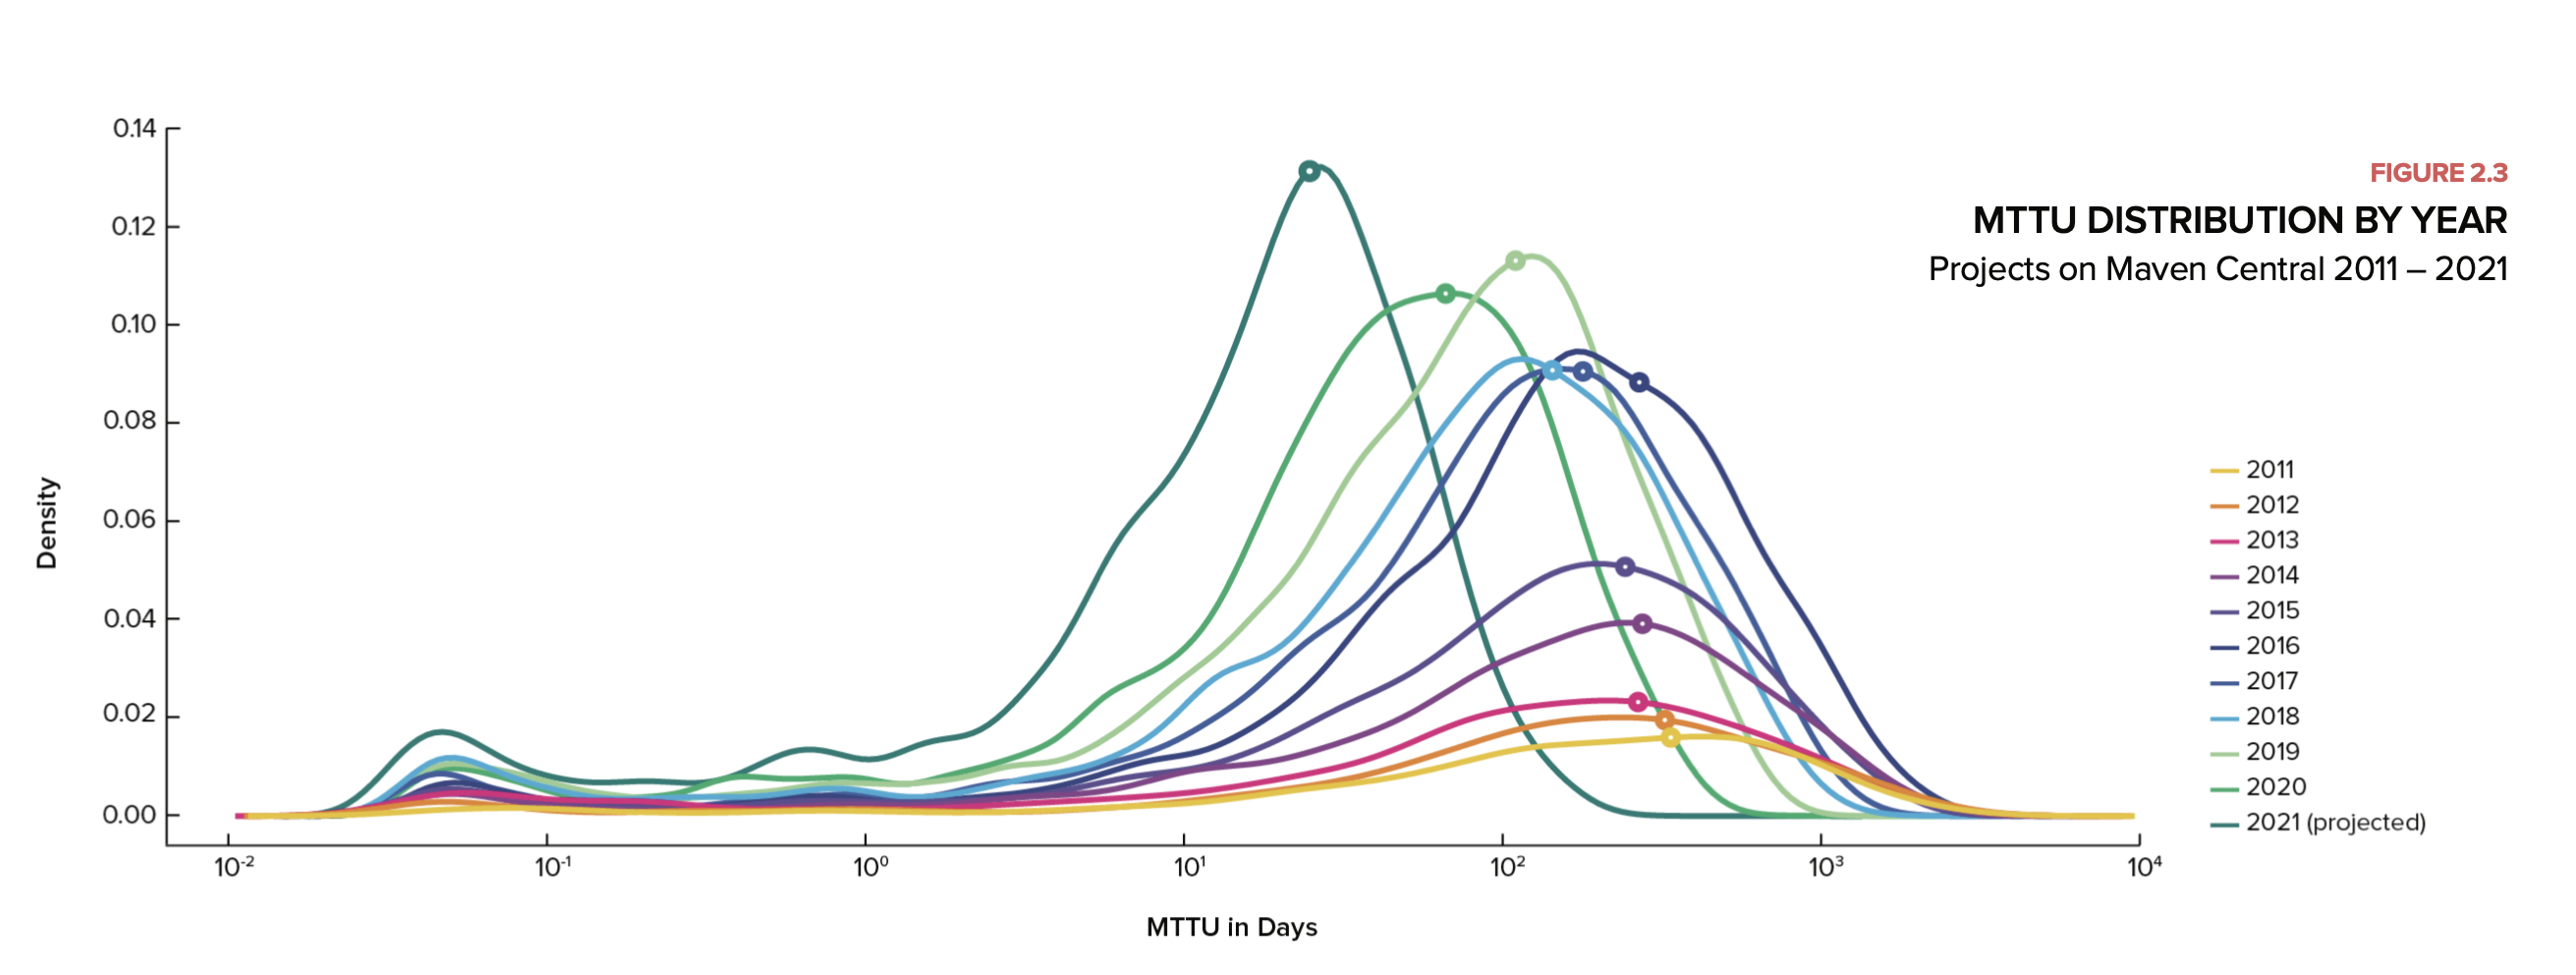 FIGURE 2.3
MTTU DISTRIBUTION BY YEAR
Projects on Maven Central 2011 – 2021
Density
0.14
0.12
0.10
0.08
0.06
0.04
0.02
0.00
10⁻² 10⁻¹ 10⁰ 10¹ 10² 10³ 10⁴
MTTU in Days
2011
2012
2013
2014
2015
2016
2017
2018
2019
2020
2021 (projected)